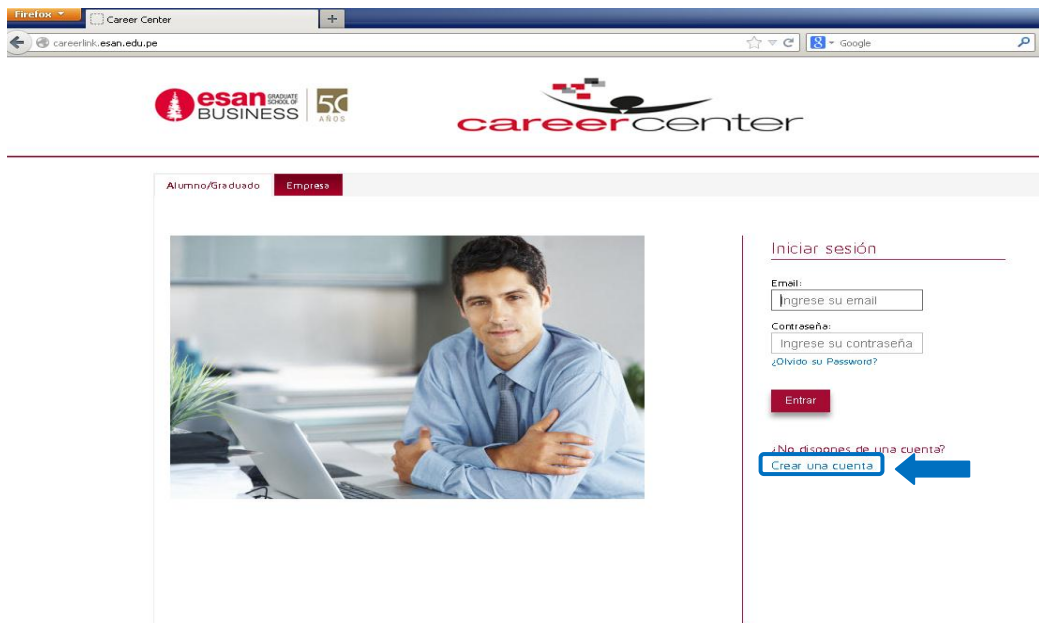 Firefox
Career Center
careerlink.esan.edu.pe
Google
esan GRADUATE SCHOOL OF BUSINESS
50 AÑOS
careercenter
Alumno/Graduado
Empresa
Iniciar sesión
Email:
Ingrese su email
Contraseña:
Ingrese su contraseña
¿Olvido su Password?
Entrar
¿No dispones de una cuenta?
Crear una cuenta